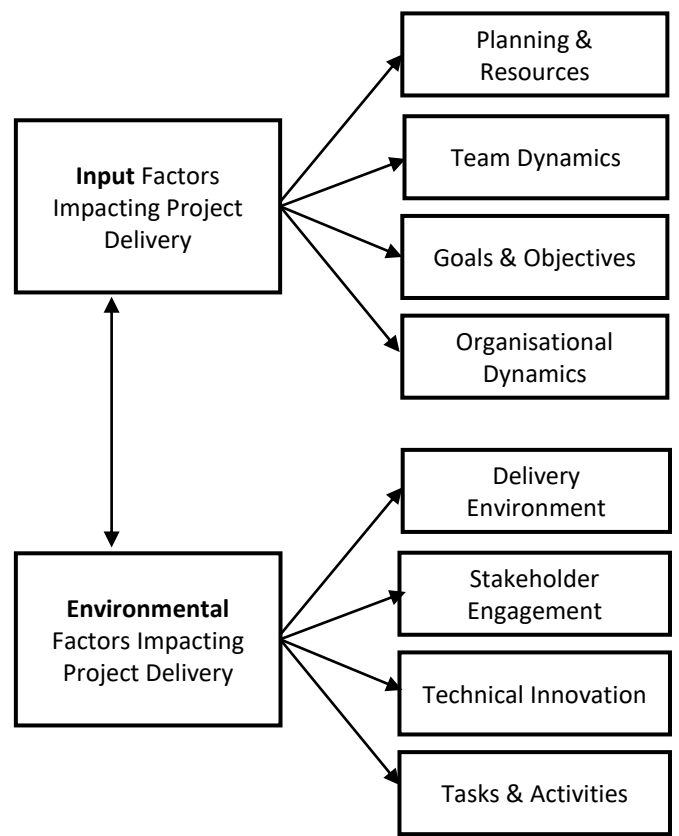 Planning &
Resources
Input Factors
Impacting Project
Delivery
Team Dynamics
Goals & Objectives
Organisational
Dynamics
Delivery
Environment
Environmental
Factors Impacting
Project Delivery
Stakeholder
Engagement
Technical Innovation
Tasks & Activities